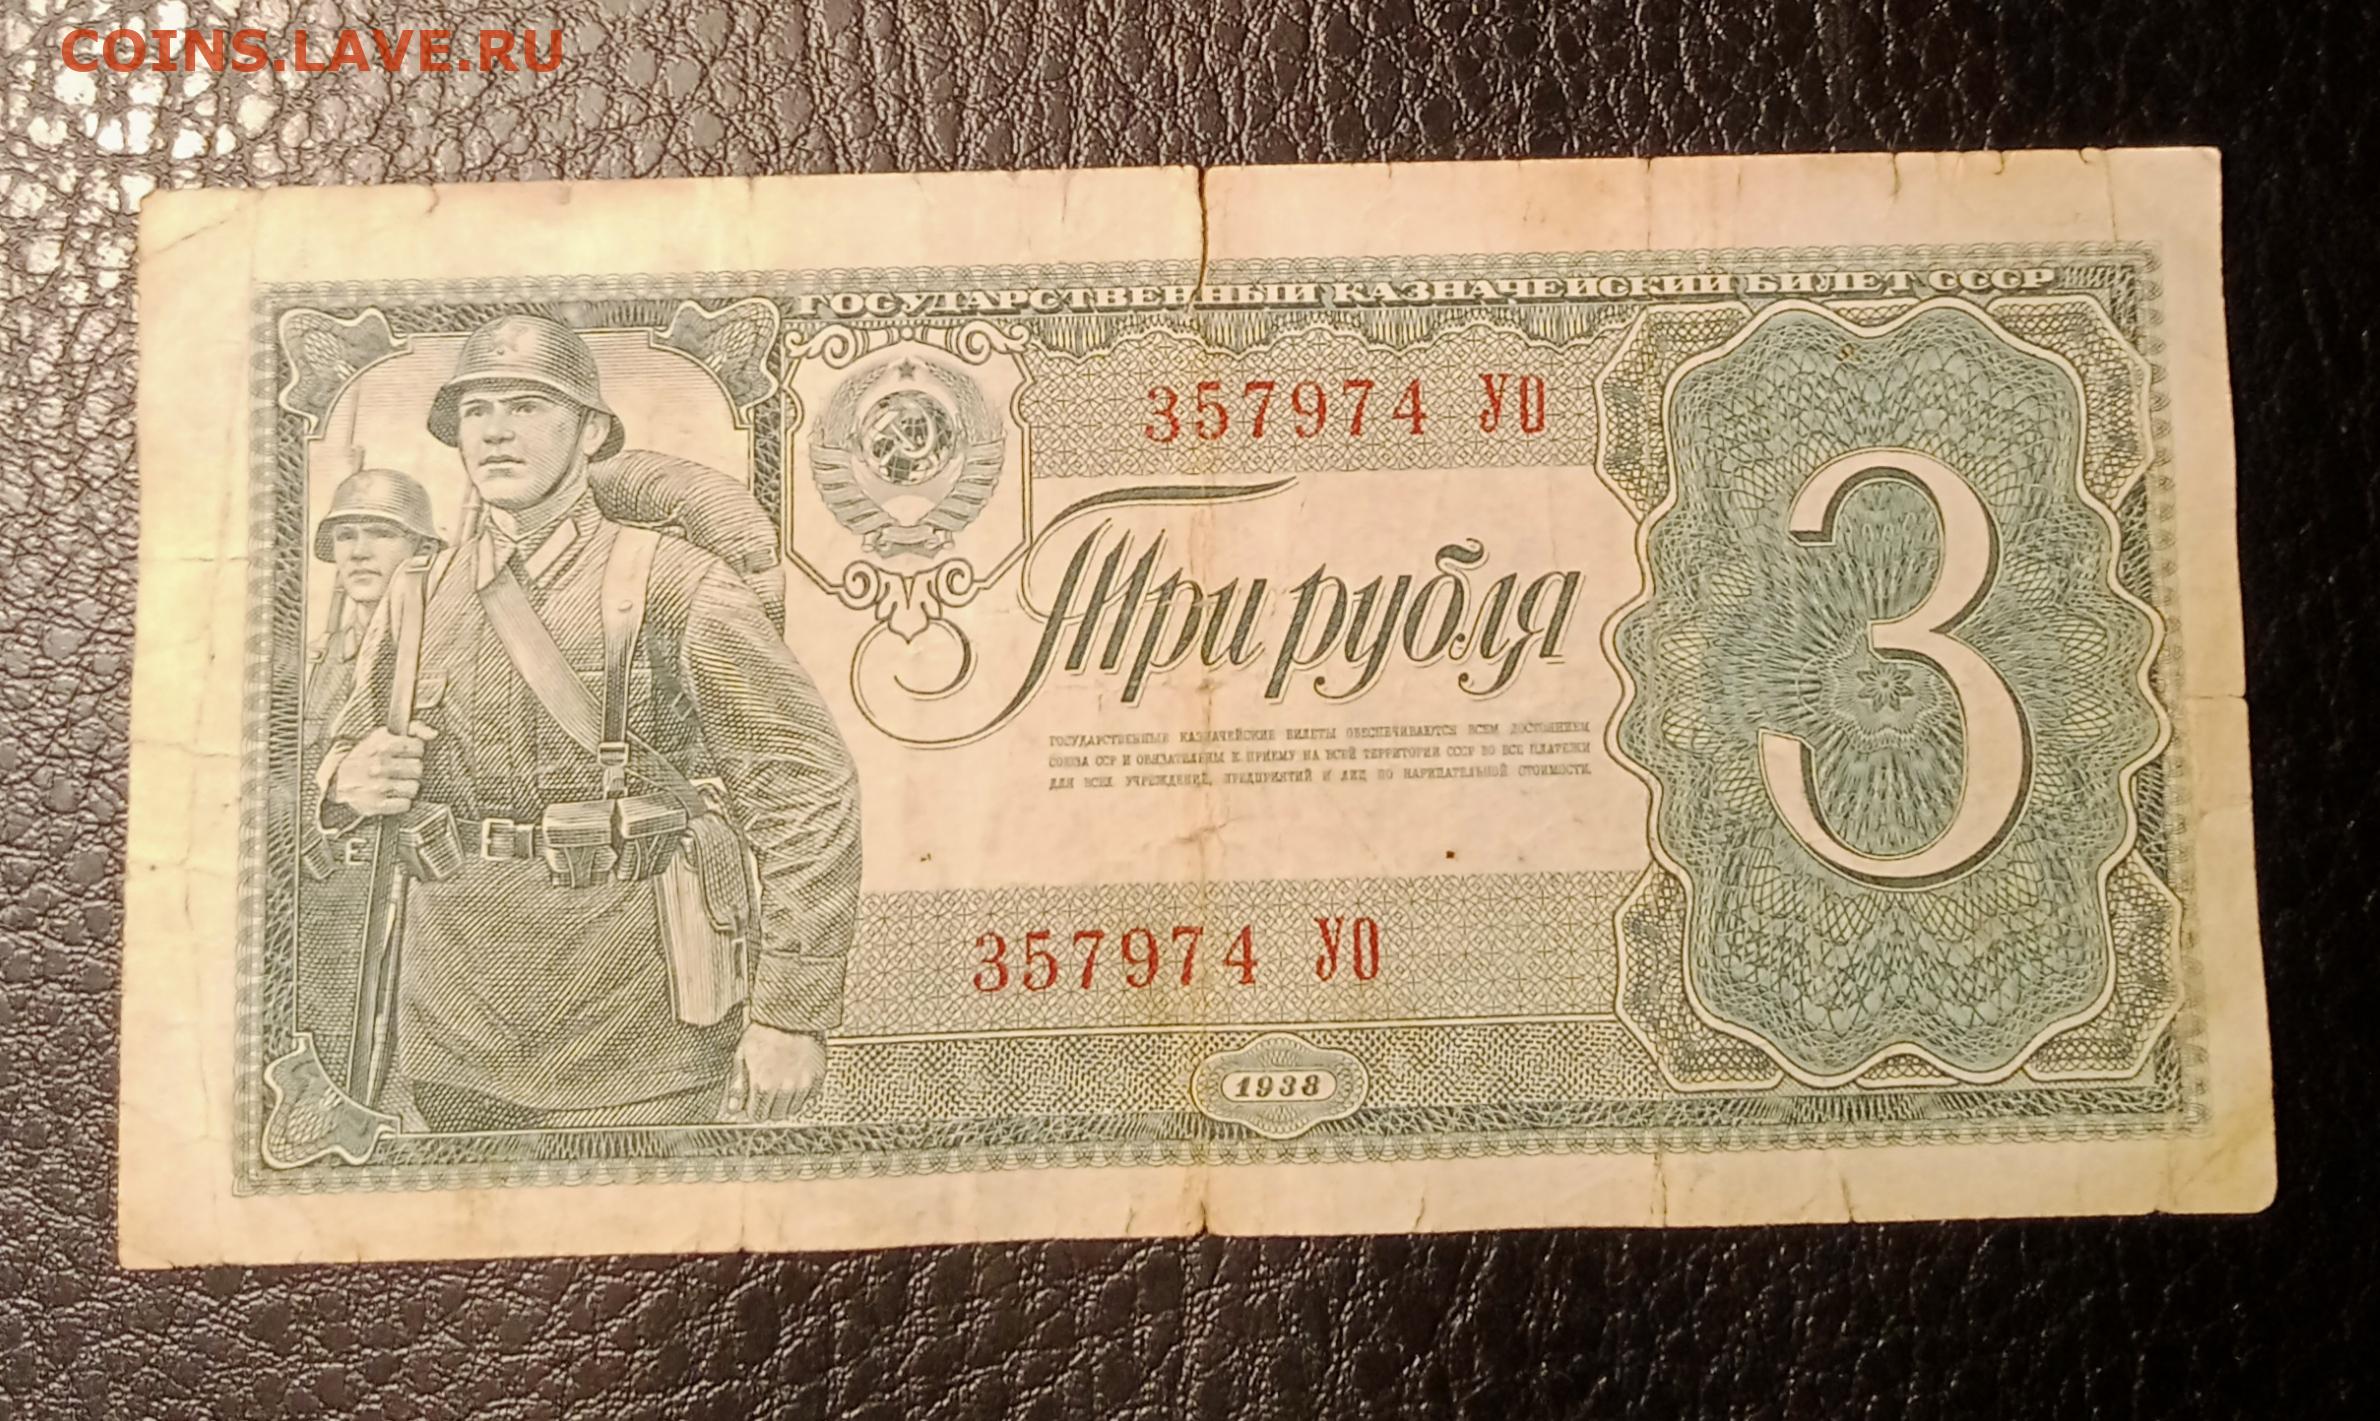 COINS.LAVE.RU
ГОСУДАРСТВЕННЫЙ КАЗНАЧЕЙСКИЙ БИЛЕТ СССР
357974 УО
Три рубля
3
ГОСУДАРСТВЕННЫЕ КАЗНАЧЕЙСКИЕ БИЛЕТЫ ОБЕСПЕЧИВАЮТСЯ ВСЕМ ДОСТОЯНИЕМ
СОЮЗА ССР И ОБЯЗАТЕЛЬНЫ К ПРИЕМУ НА ВСЕЙ ТЕРРИТОРИИ СССР ВО ВСЕ ПЛАТЕЖИ
ДЛЯ ВСЕХ УЧРЕЖДЕНИЙ, ПРЕДПРИЯТИЙ И ЛИЦ ПО НАРИЦАТЕЛЬНОЙ СТОИМОСТИ.
357974 УО
1938